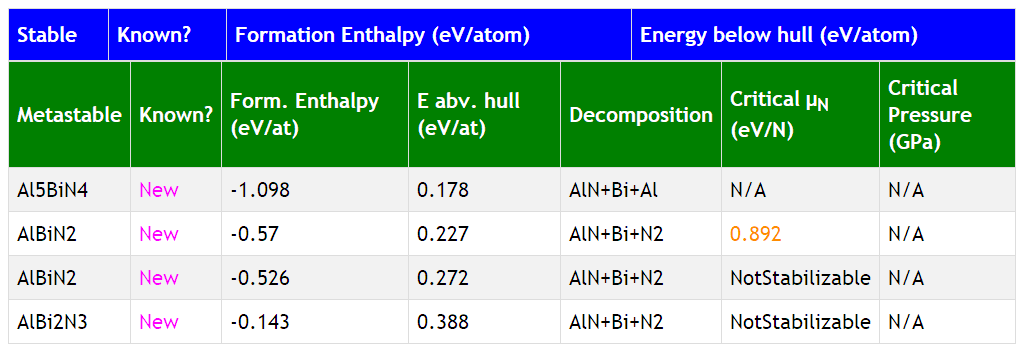 Stable Known? Formation Enthalpy (eV/atom) Energy below hull (eV/atom)
Metastable Known? Form. Enthalpy (eV/at) E abv. hull (eV/at) Decomposition Critical μN (eV/N) Critical Pressure (GPa)
Al5BiN4 New -1.098 0.178 AlN+Bi+Al N/A N/A
AlBiN2 New -0.57 0.227 AlN+Bi+N2 0.892 N/A
AlBiN2 New -0.526 0.272 AlN+Bi+N2 NotStabilizable N/A
AlBi2N3 New -0.143 0.388 AlN+Bi+N2 NotStabilizable N/A